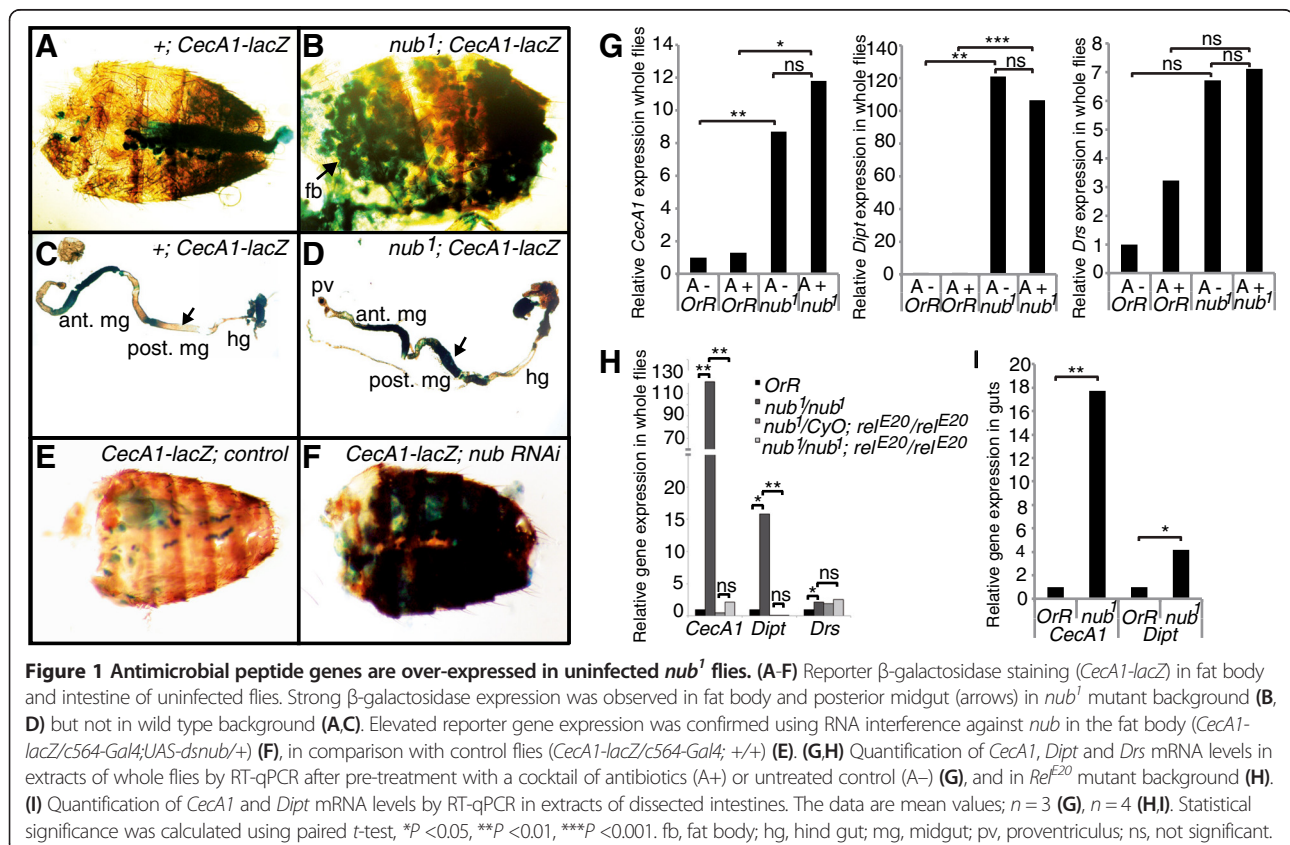 A
+; CecA1-lacZ
B
nub1; CecA1-lacZ
fb
C
+; CecA1-lacZ
ant. mg
post. mg
hg
D
nub1; CecA1-lacZ
pv
ant. mg
post. mg
hg
E
CecA1-lacZ; control
F
CecA1-lacZ; nub RNAi
G
Relative CecA1 expressioin whole flies
14
12
10
8
6
4
2
0
**
*
ns
A - A + A - A +
OrR OrR nub1 nub1
Relative Dipt expression in whole flies
140
120
100
80
60
40
20
0
***
**
ns
A - A + A - A +
OrR OrR nub1 nub1
Relative Drs expression in whole flies
8
7
6
5
4
3
2
1
0
ns
ns
ns
A - A + A - A +
OrR OrR nub1 nub1
H
Relative gene expression in whole flies
130
110
90
70
20
15
10
5
0
** **
ns
* **
ns
* ns
OrR
nub1/nub1
nub1/CyO; relE20/relE20
nub1/nub1; relE20/relE20
CecA1 Dipt Drs
I
Relative gene expression in guts
20
18
16
14
12
10
8
6
4
2
0
**
*
OrR nub1 OrR nub1
CecA1 Dipt
Figure 1 Antimicrobial peptide genes are over-expressed in uninfected nub1 flies. (A-F) Reporter β-galactosidase staining (CecA1-lacZ) in fat body
and intestine of uninfected flies. Strong β-galactosidase expression was observed in fat body and posterior midgut (arrows) in nub1 mutant background (B,
D) but not in wild type background (A,C). Elevated reporter gene expression was confirmed using RNA interference against nub in the fat body (CecA1-
lacZ/c564-Gal4;UAS-dsnub/+) (F), in comparison with control flies (CecA1-lacZ/c564-Gal4; +/+) (E). (G,H) Quantification of CecA1, Dipt and Drs mRNA levels in
extracts of whole flies by RT-qPCR after pre-treatment with a cocktail of antibiotics (A+) or untreated control (A–) (G), and in RelE20 mutant background (H).
(I) Quantification of CecA1 and Dipt mRNA levels by RT-qPCR in extracts of dissected intestines. The data are mean values; n = 3 (G), n = 4 (H,I). Statistical
significance was calculated using paired t-test, *P <0.05, **P <0.01, ***P <0.001. fb, fat body; hg, hind gut; mg, midgut; pv, proventriculus; ns, not significant.